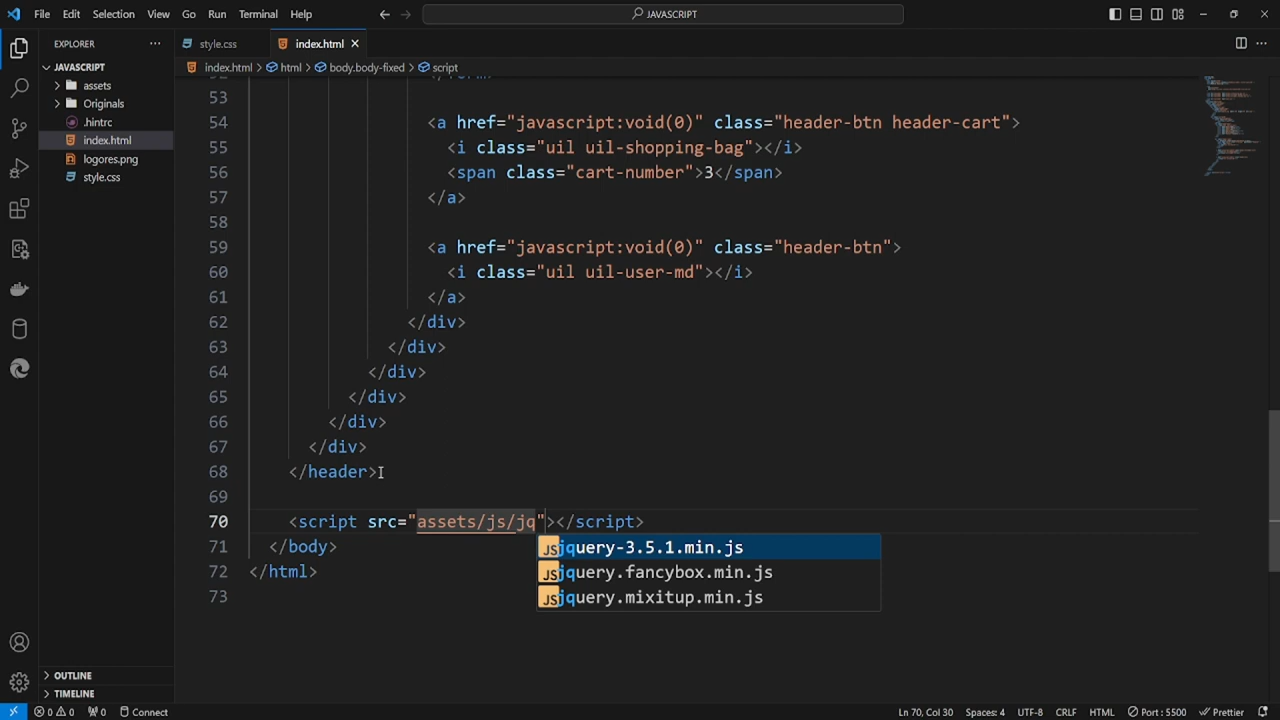 File Edit Selection View Go Run Terminal Help
JAVASCRIPT
EXPLORER
style.css
index.html
JAVASCRIPT
assets
Originals
.hintrc
index.html
logores.png
style.css
OUTLINE
TIMELINE
index.html > html > body.body-fixed > script
53
54 <a href="javascript:void(0)" class="header-btn header-cart">
55 <i class="uil uil-shopping-bag"></i>
56 <span class="cart-number">3</span>
57 </a>
58
59 <a href="javascript:void(0)" class="header-btn">
60 <i class="uil uil-user-md"></i>
61 </a>
62 </div>
63 </div>
64 </div>
65 </div>
66 </div>
67 </div>
68 </header>
69
70 <script src="assets/js/jq"></script>
71 </body>
jquery-3.5.1.min.js
72 </html>
jquery.fancybox.min.js
73
jquery.mixitup.min.js
0 0 0 Connect
Ln 70, Col 30 Spaces: 4 UTF-8 CRLF HTML Port : 5500 Prettier